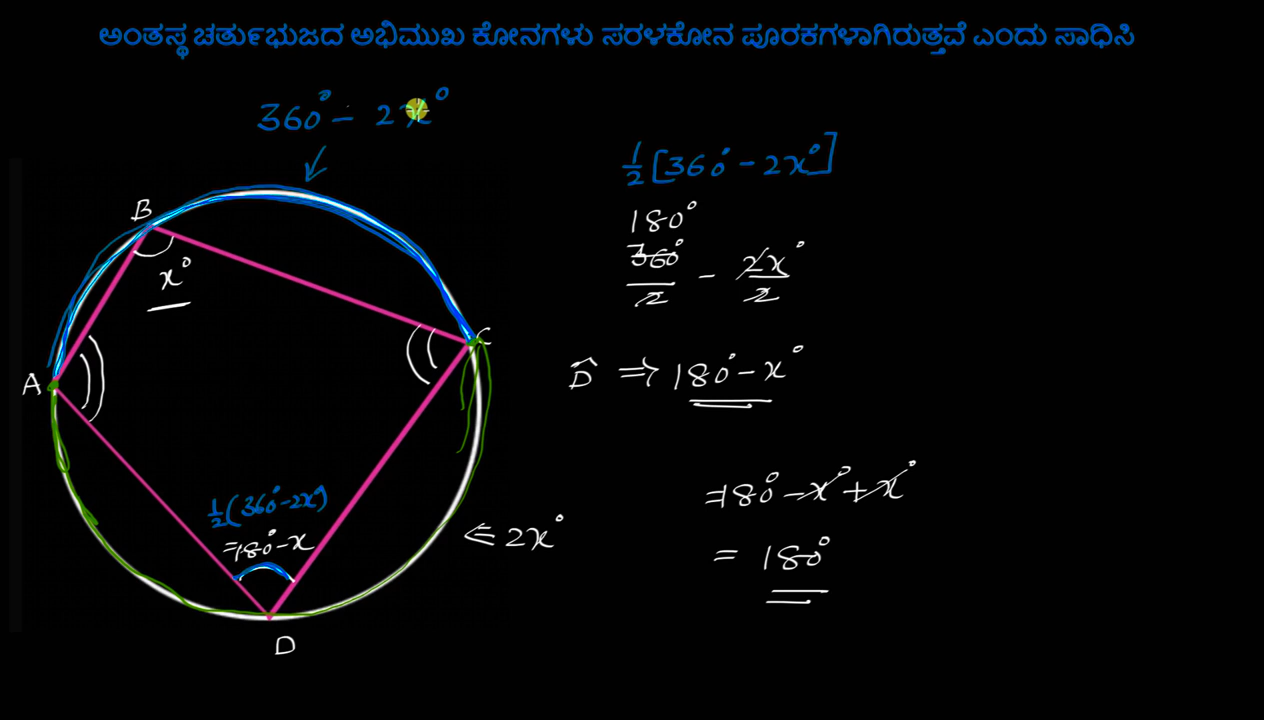 ಅಂತಸ್ಥ ಚತುರ್ಭುಜದ ಅಭಿಮುಖ ಕೋನಗಳು ಸರಳಕೋನ ಪೂರಕಗಳಾಗಿರುತ್ತವೆ ಎಂದು ಸಾಧಿಸಿ
360° - 2x°
B
x°
C
A
1/2(360°-2x°)
=180°-x
D
⇐2x°
1/2[360°-2x°]
180°
360°/2 - 2x°/2
D̂ ⇒ 180°-x°
=180°-x°+x°
= 180°